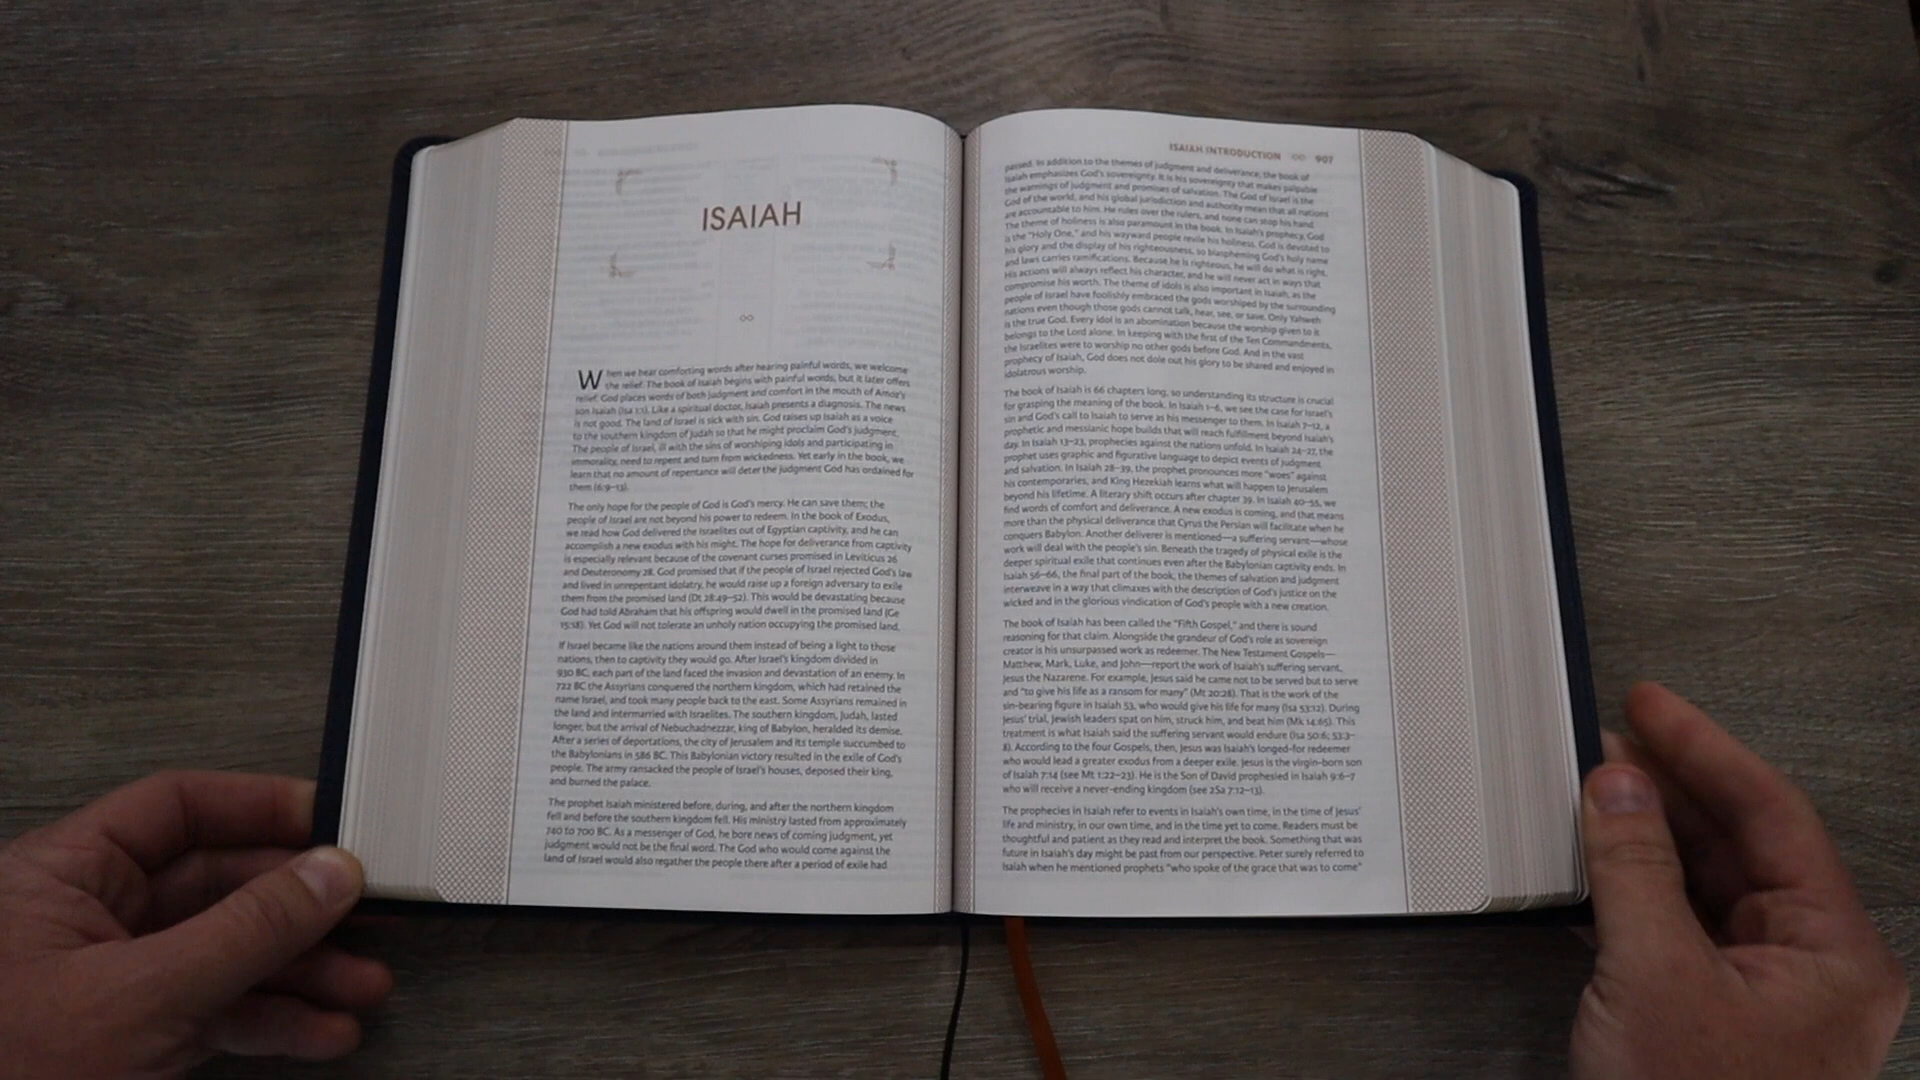 ISAIAH
When we hear comforting words after hearing painful words, we welcome
the relief. The book of Isaiah begins with painful words, but it later offers
relief. God places words of both judgment and comfort in the mouth of Amoz's
son Isaiah (Isa 1:1). Like a spiritual doctor, Isaiah presents a diagnosis. The news
is not good. The land of Israel is sick with sin. God raises up Isaiah as a voice
to the southern kingdom of Judah so that he might proclaim God's judgment.
The people of Israel, ill with the sins of worshiping idols and participating in
immorality, need to repent and turn from wickedness. Yet early in the book, we
learn that no amount of repentance will deter the judgment God has ordained for
them (6:9–13).
The only hope for the people of God is God's mercy. He can save them; the
people of Israel are not beyond his power to redeem. In the book of Exodus,
we read how God delivered the Israelites out of Egyptian captivity, and he can
accomplish a new exodus with his might. The hope for deliverance from captivity
is especially relevant because of the covenant curses promised in Leviticus 26
and Deuteronomy 28. God promised that if the people of Israel rejected God's law
and lived in unrepentant idolatry, he would raise up a foreign adversary to exile
them from the promised land (Dt 28:49–52). This would be devastating because
God had told Abraham that his offspring would dwell in the promised land (Ge
15:18). Yet God will not tolerate an unholy nation occupying the promised land.
If Israel became like the nations around them instead of being a light to those
nations, then to captivity they would go. After Israel's kingdom divided in
930 BC, each part of the land faced the invasion and devastation of an enemy. In
722 BC the Assyrians conquered the northern kingdom, which had retained the
name Israel, and took many people back to the east. Some Assyrians remained in
the land and intermarried with Israelites. The southern kingdom, Judah, lasted
longer, but the arrival of Nebuchadnezzar, king of Babylon, heralded its demise.
After a series of deportations, the city of Jerusalem and its temple succumbed to
the Babylonians in 586 BC. This Babylonian victory resulted in the exile of God's
people. The army ransacked the people of Israel's houses, deposed their king,
and burned the palace.
The prophet Isaiah ministered before, during, and after the northern kingdom
fell and before the southern kingdom fell. His ministry lasted from approximately
740 to 700 BC. As a messenger of God, he bore news of coming judgment, yet
judgment would not be the final word. The God who would come against the
land of Israel would also regather the people there after a period of exile had
ISAIAH INTRODUCTION 907
passed. In addition to the themes of judgment and deliverance, the book of
Isaiah emphasizes God's sovereignty. It is his sovereignty that makes palpable
the warnings of judgment and promises of salvation. The God of Israel is the
God of the world, and his global jurisdiction and authority mean that all nations
are accountable to him. He rules over the rulers, and none can stop his hand.
The theme of holiness is also paramount in the book. In Isaiah's prophecy, God
is the "Holy One," and his wayward people revile his holiness. God is devoted to
his glory and the display of his righteousness, so blaspheming God's holy name
and laws carries ramifications. Because he is righteous, he will do what is right.
His actions will always reflect his character, and he will never act in ways that
compromise his worth. The theme of idols is also important in Isaiah, as the
people of Israel have foolishly embraced the gods worshiped by the surrounding
nations even though those gods cannot talk, hear, see, or save. Only Yahweh
is the true God. Every idol is an abomination because the worship given to it
belongs to the Lord alone. In keeping with the first of the Ten Commandments,
the Israelites were to worship no other gods before God. And in the vast
prophecy of Isaiah, God does not dole out his glory to be shared and enjoyed in
idolatrous worship.
The book of Isaiah is 66 chapters long, so understanding its structure is crucial
for grasping the meaning of the book. In Isaiah 1–6, we see the case for Israel's
sin and God's call to Isaiah to serve as his messenger to them. In Isaiah 7–12, a
prophetic and messianic hope builds that will reach fulfillment beyond Isaiah's
day. In Isaiah 13–23, prophecies against the nations unfold. In Isaiah 24–27, the
prophet uses graphic and figurative language to depict events of judgment
and salvation. In Isaiah 28–39, the prophet pronounces more "woes" against
his contemporaries, and King Hezekiah learns what will happen to Jerusalem
beyond his lifetime. A literary shift occurs after chapter 39. In Isaiah 40–55, we
find words of comfort and deliverance. A new exodus is coming, and that means
more than the physical deliverance that Cyrus the Persian will facilitate when he
conquers Babylon. Another deliverer is mentioned—a suffering servant—whose
work will deal with the people's sin. Beneath the tragedy of physical exile is the
deeper spiritual exile that continues even after the Babylonian captivity ends. In
Isaiah 56–66, the final part of the book, the themes of salvation and judgment
interweave in a way that climaxes with the description of God's justice on the
wicked and in the glorious vindication of God's people with a new creation.
The book of Isaiah has been called the "Fifth Gospel," and there is sound
reasoning for that claim. Alongside the grandeur of God's role as sovereign
creator is his unsurpassed work as redeemer. The New Testament Gospels—
Matthew, Mark, Luke, and John—report the work of Isaiah's suffering servant,
Jesus the Nazarene. For example, Jesus said he came not to be served but to serve
and "to give his life as a ransom for many" (Mt 20:28). That is the work of the
sin-bearing figure in Isaiah 53, who would give his life for many (Isa 53:12). During
Jesus' trial, Jewish leaders spat on him, struck him, and beat him (Mk 14:65). This
treatment is what Isaiah said the suffering servant would endure (Isa 50:6; 53:3–
8). According to the four Gospels, then, Jesus was Isaiah's longed-for redeemer
who would lead a greater exodus from a deeper exile. Jesus is the virgin-born son
of Isaiah 7:14 (see Mt 1:22–23). He is the Son of David prophesied in Isaiah 9:6–7
who will receive a never-ending kingdom (see 2Sa 7:12–13).
The prophecies in Isaiah refer to events in Isaiah's own time, in the time of Jesus'
life and ministry, in our own time, and in the time yet to come. Readers must be
thoughtful and patient as they read and interpret the book. Something that was
future in Isaiah's day might be past from our perspective. Peter surely referred to
Isaiah when he mentioned prophets "who spoke of the grace that was to come"